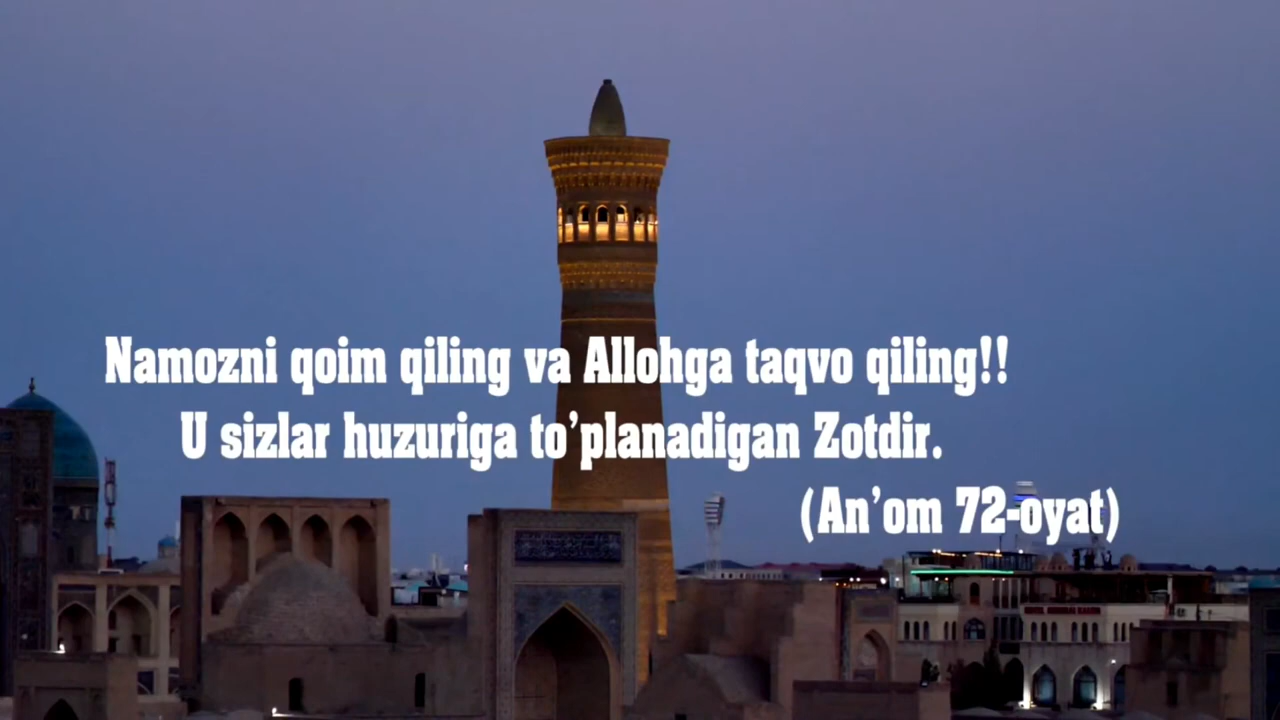 Namozni qoim qiling va Allohga taqvo qiling!!
U sizlar huzuriga to’planadigan Zotdir.
(An’om 72-oyat)